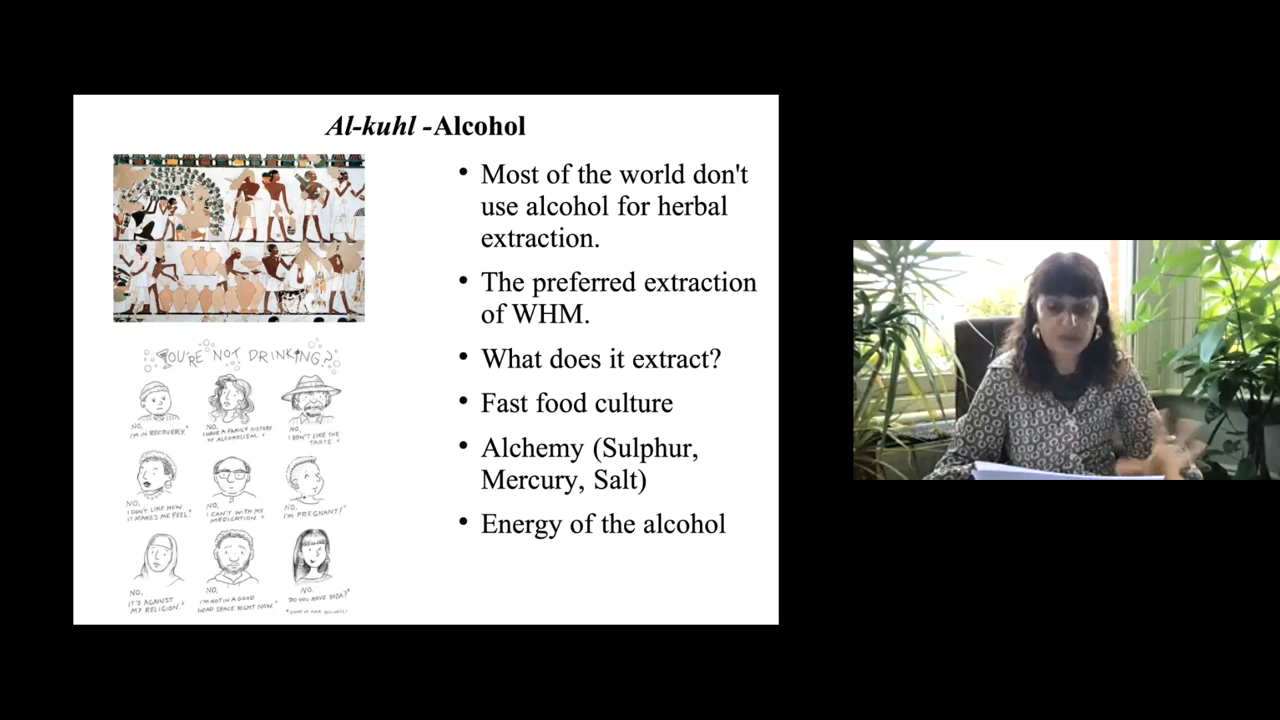 Al-kuhl -Alcohol
• Most of the world don't
use alcohol for herbal
extraction.
• The preferred extraction
of WHM.
• What does it extract?
• Fast food culture
• Alchemy (Sulphur,
Mercury, Salt)
• Energy of the alcohol
YOU'RE NOT DRINKING?
NO,
I'M IN RECOVERY.*
NO,
I HAVE A FAMILY HISTORY
OF ALCOHOLISM.*
NO,
I DON'T LIKE THE
TASTE.*
NO,
I DON'T LIKE HOW
IT MAKES ME FEEL.*
NO,
I CAN'T WITH MY
MEDICATION.*
NO,
I'M PREGNANT!*
NO,
IT'S AGAINST
MY RELIGION.*
NO,
I'M NOT IN A GOOD
HEAD SPACE RIGHT NOW.*
NO,
DO YOU HAVE SODA?*